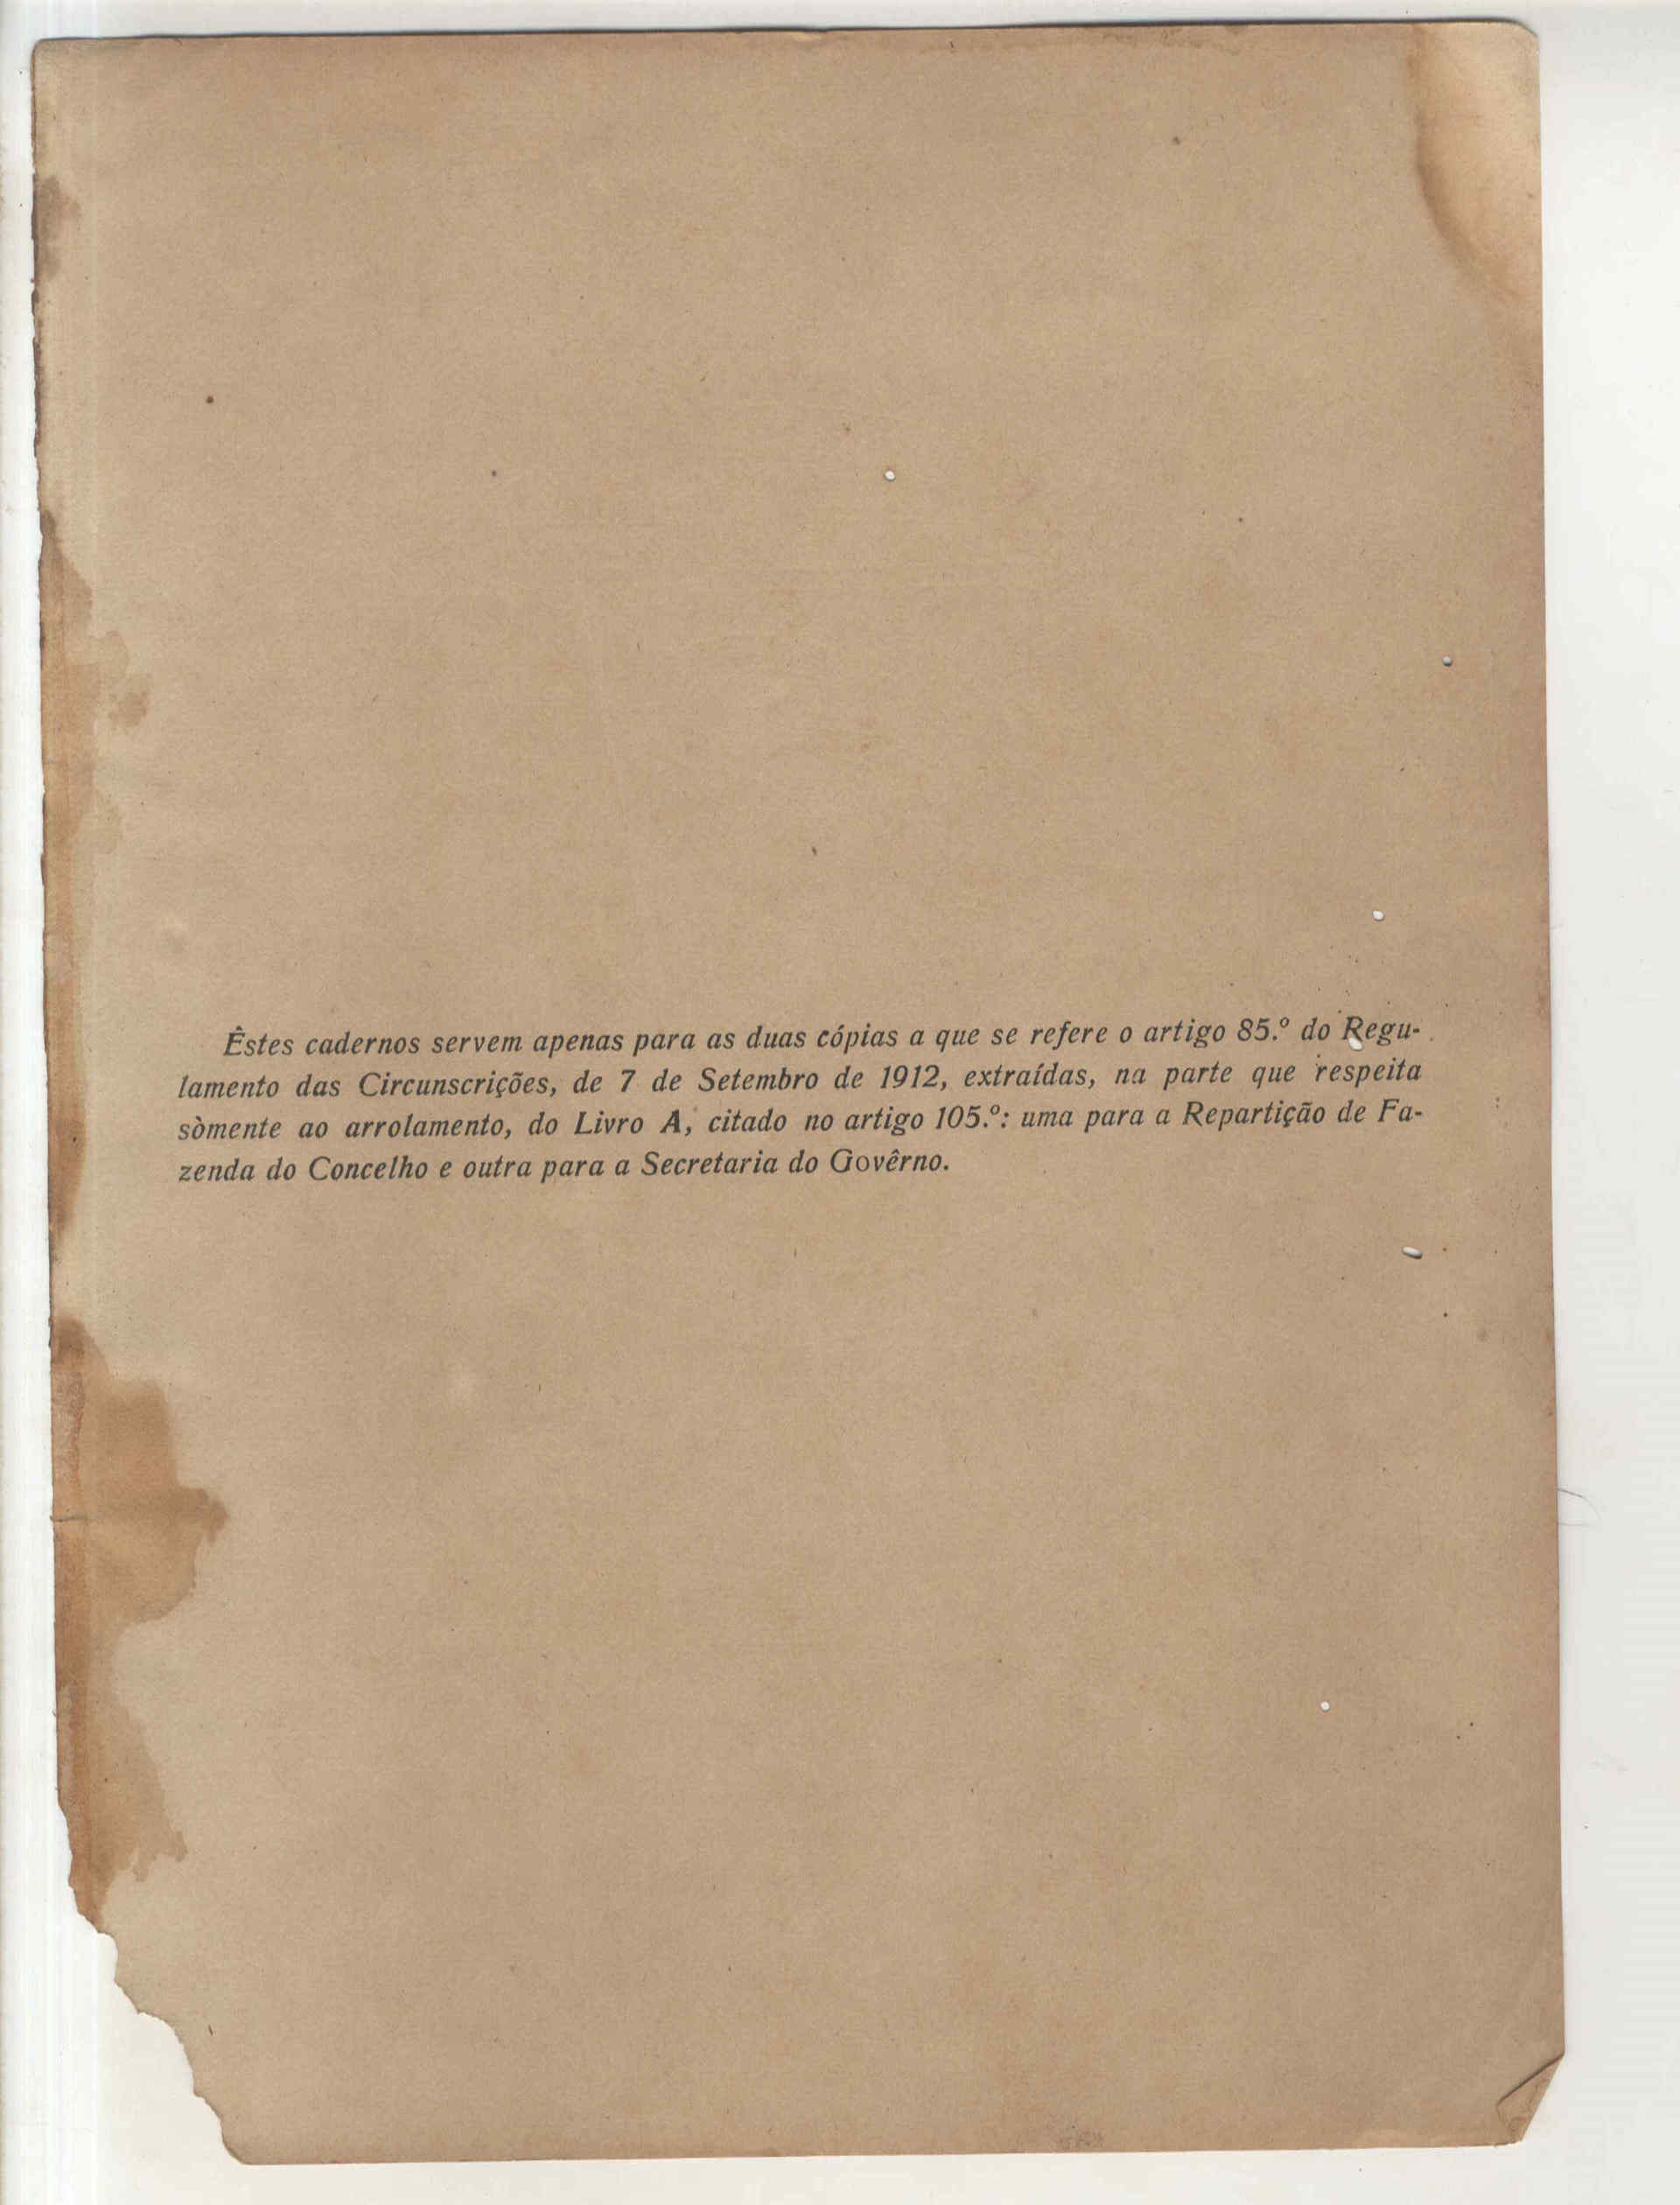 Êstes cadernos servem apenas para as duas cópias a que se refere o artigo 85.º do Regu-
lamento das Circunscrições, de 7 de Setembro de 1912, extraídas, na parte que respeita
sòmente ao arrolamento, do Livro A, citado no artigo 105.º: uma para a Repartição de Fa-
zenda do Concelho e outra para a Secretaria do Govêrno.